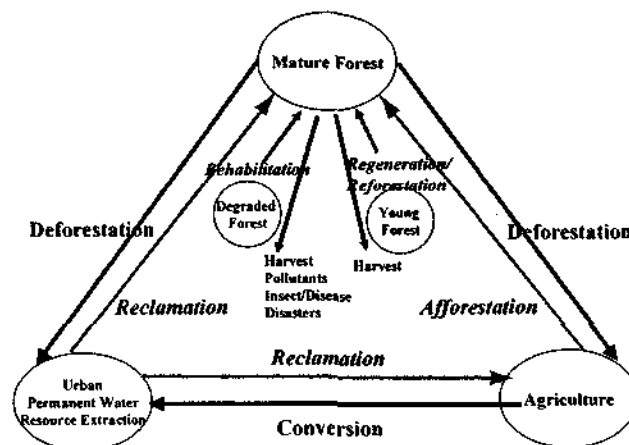 Mature Forest
Rehabilitation
Regeneration/
Reforestation
Degraded
Forest
Young
Forest
Deforestation
Deforestation
Harvest
Pollutants
Insect/Disease
Disasters
Harvest
Reclamation
Afforestation
Reclamation
Urban
Permanent Water
Resource Extraction
Agriculture
Conversion